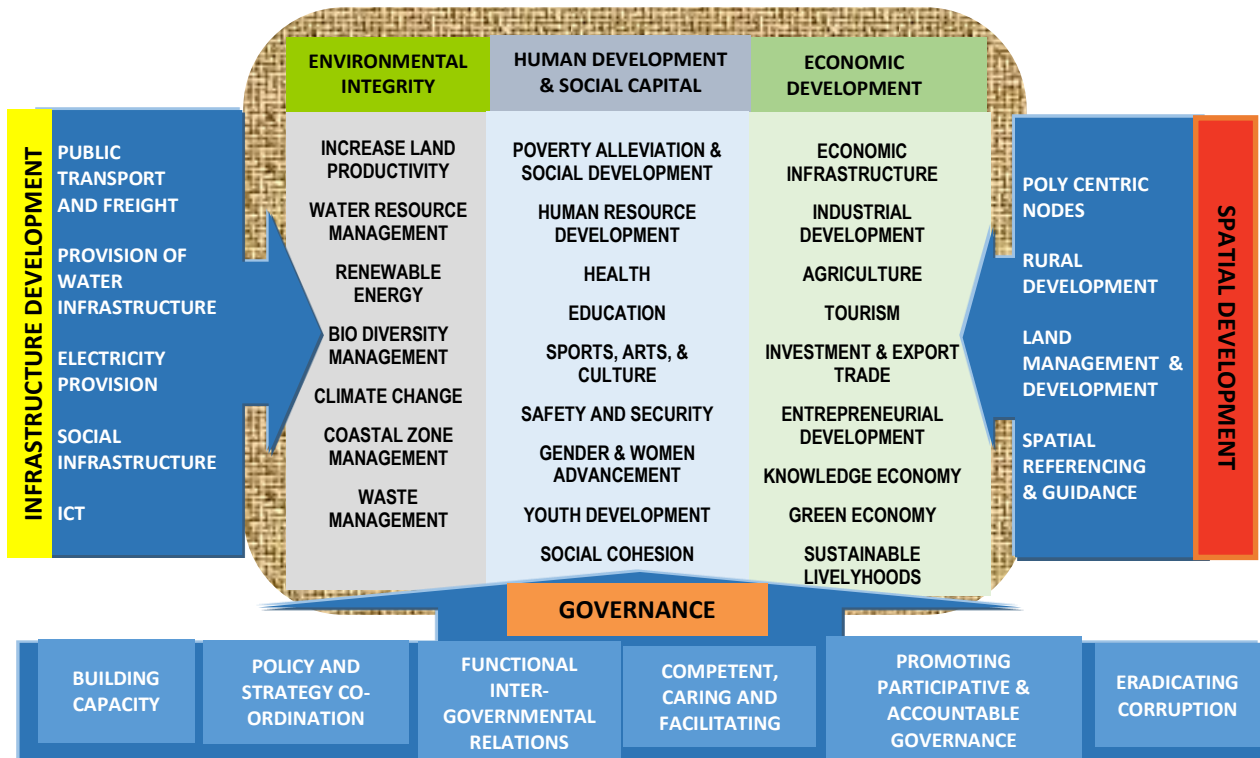 INFRASTRUCTURE DEVELOPMENT
PUBLIC
TRANSPORT
AND FREIGHT
PROVISION OF
WATER
INFRASTRUCTURE
ELECTRICITY
PROVISION
SOCIAL
INFRASTRUCTURE
ICT
ENVIRONMENTAL
INTEGRITY
INCREASE LAND
PRODUCTIVITY
WATER RESOURCE
MANAGEMENT
RENEWABLE
ENERGY
BIO DIVERSITY
MANAGEMENT
CLIMATE CHANGE
COASTAL ZONE
MANAGEMENT
WASTE
MANAGEMENT
HUMAN DEVELOPMENT
& SOCIAL CAPITAL
POVERTY ALLEVIATION &
SOCIAL DEVELOPMENT
HUMAN RESOURCE
DEVELOPMENT
HEALTH
EDUCATION
SPORTS, ARTS, &
CULTURE
SAFETY AND SECURITY
GENDER & WOMEN
ADVANCEMENT
YOUTH DEVELOPMENT
SOCIAL COHESION
ECONOMIC
DEVELOPMENT
ECONOMIC
INFRASTRUCTURE
INDUSTRIAL
DEVELOPMENT
AGRICULTURE
TOURISM
INVESTMENT & EXPORT
TRADE
ENTREPRENEURIAL
DEVELOPMENT
KNOWLEDGE ECONOMY
GREEN ECONOMY
SUSTAINABLE
LIVELYHOODS
POLY CENTRIC
NODES
RURAL
DEVELOPMENT
LAND
MANAGEMENT &
DEVELOPMENT
SPATIAL
REFERENCING
& GUIDANCE
SPATIAL DEVELOPMENT
GOVERNANCE
BUILDING
CAPACITY
POLICY AND
STRATEGY CO-
ORDINATION
FUNCTIONAL
INTER-
GOVERNMENTAL
RELATIONS
COMPETENT,
CARING AND
FACILITATING
PROMOTING
PARTICIPATIVE &
ACCOUNTABLE
GOVERNANCE
ERADICATING
CORRUPTION